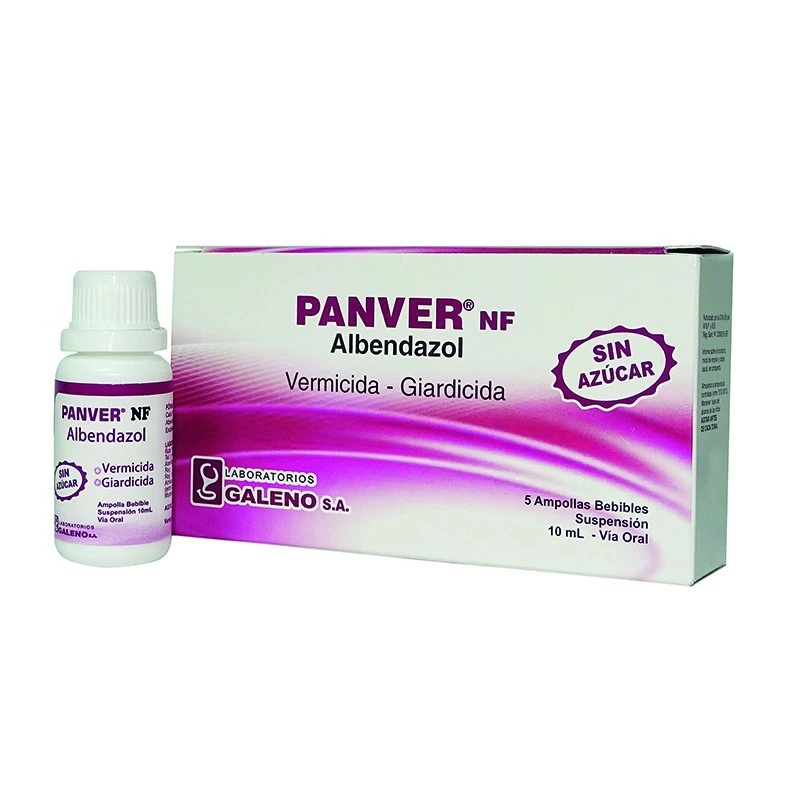 PANVER® NF
Albendazol
Vermicida - Giardicida
SIN
AZÚCAR
LABORATORIOS
GALENO S.A.
5 Ampollas Bebibles
Suspensión
10 mL - Vía Oral
PANVER® NF
Albendazol
SIN
AZÚCAR
Vermicida
Giardicida
Ampolla Bebible
Suspensión 10mL
Vía Oral
LABORATORIOS
GALENO S.A.